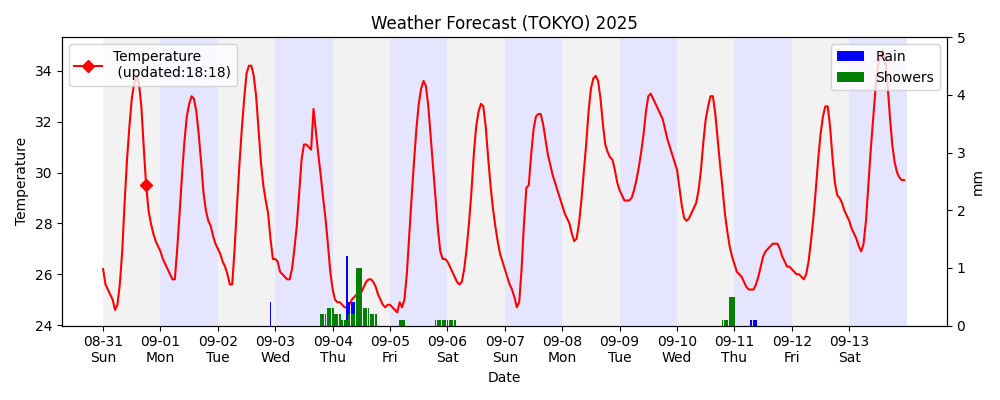 Weather Forecast (TOKYO) 2025
Temperature
(updated:18:18)
Rain
Showers
34
32
30
28
26
24
Temperature
5
4
3
2
1
0
mm
08-31 09-01 09-02 09-03 09-04 09-05 09-06 09-07 09-08 09-09 09-10 09-11 09-12 09-13
Sun Mon Tue Wed Thu Fri Sat Sun Mon Tue Wed Thu Fri Sat
Date